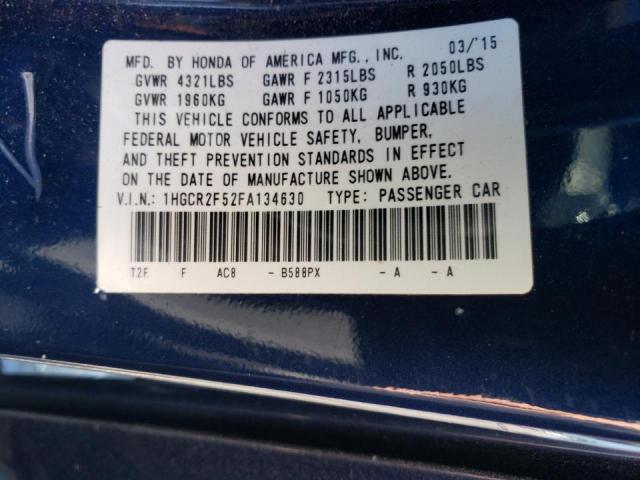 MFD. BY HONDA OF AMERICA MFG., INC. 03/'15
GVWR 4321LBS GAWR F 2315LBS R 2050LBS
GVWR 1960KG GAWR F 1050KG R 930KG
THIS VEHICLE CONFORMS TO ALL APPLICABLE
FEDERAL MOTOR VEHICLE SAFETY, BUMPER,
AND THEFT PREVENTION STANDARDS IN EFFECT
ON THE DATE OF MANUFACTURE SHOWN ABOVE.
V.I.N.: 1HGCR2F52FA134630 TYPE: PASSENGER CAR
T2F F AC8 - B588PX - A - A